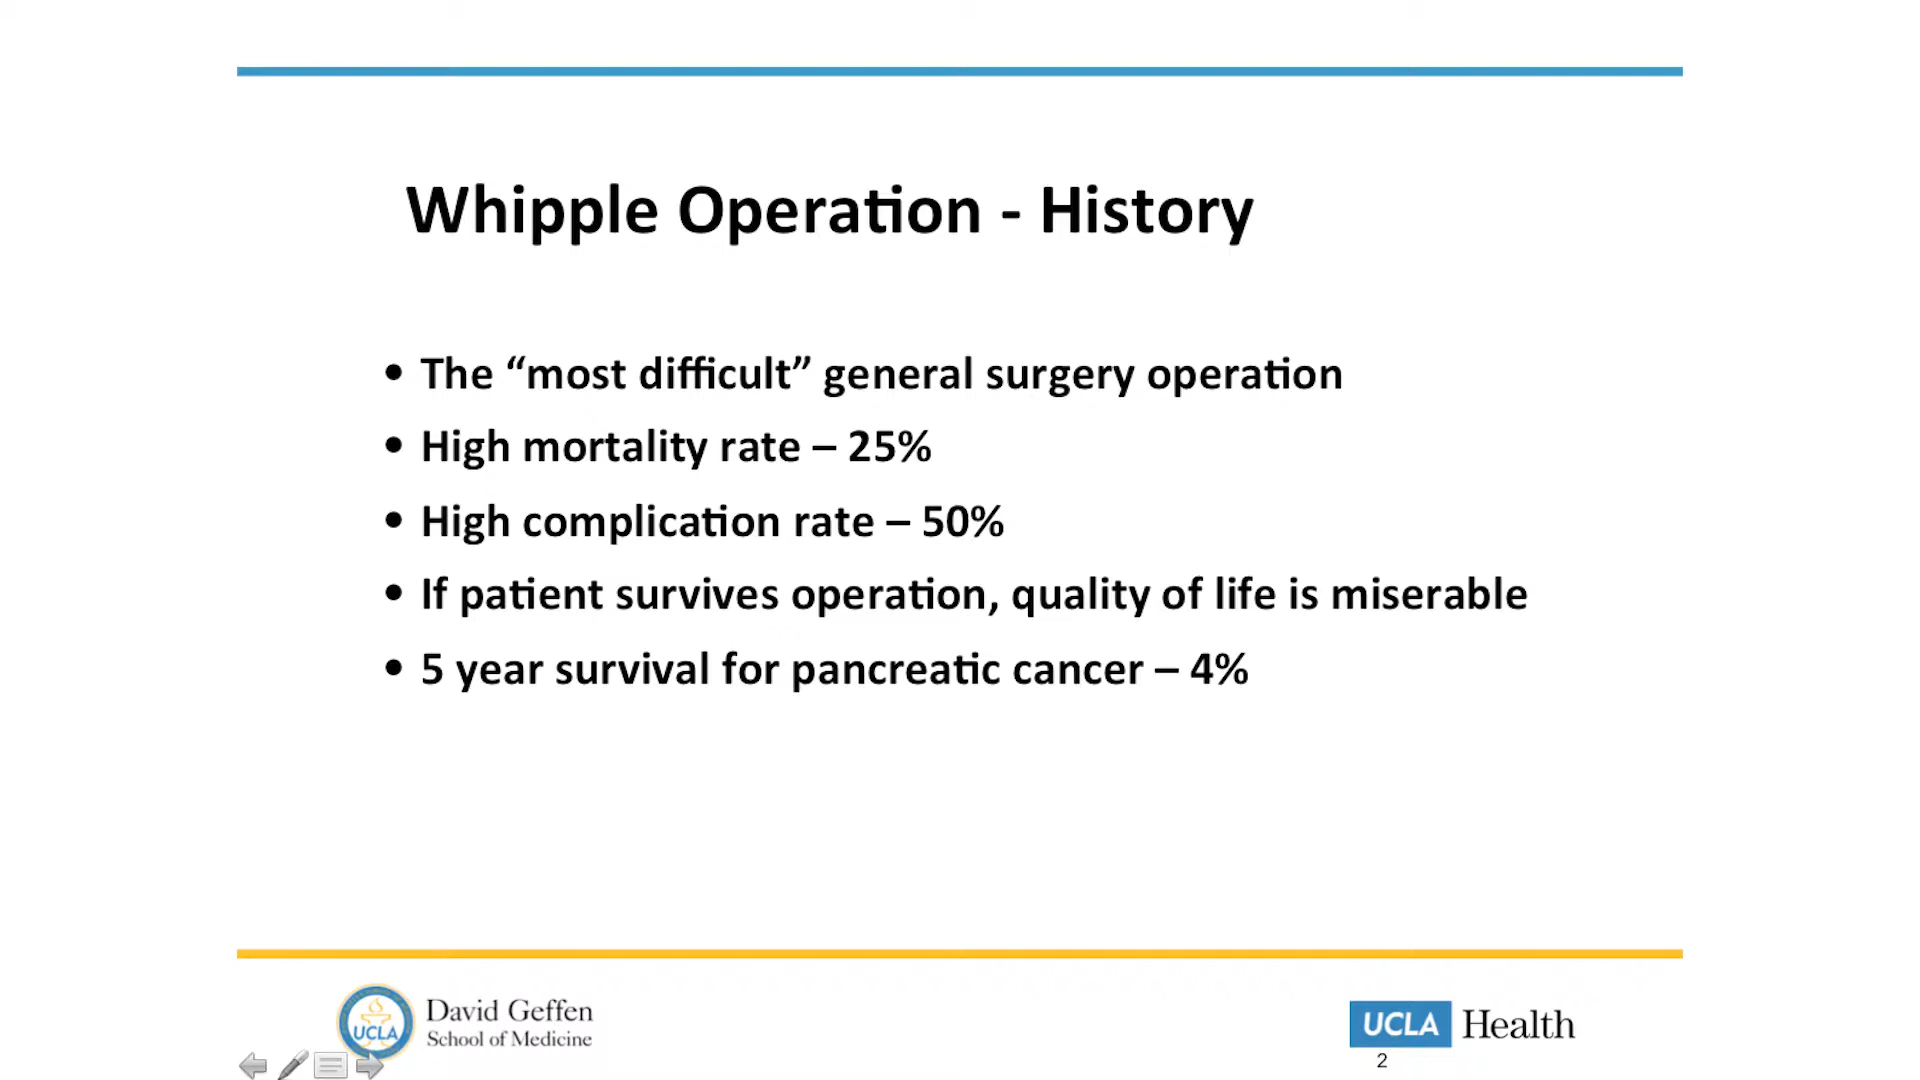 Whipple Operation - History
• The “most difficult” general surgery operation
• High mortality rate – 25%
• High complication rate – 50%
• If patient survives operation, quality of life is miserable
• 5 year survival for pancreatic cancer – 4%
UCLA
David Geffen
School of Medicine
UCLA Health
2